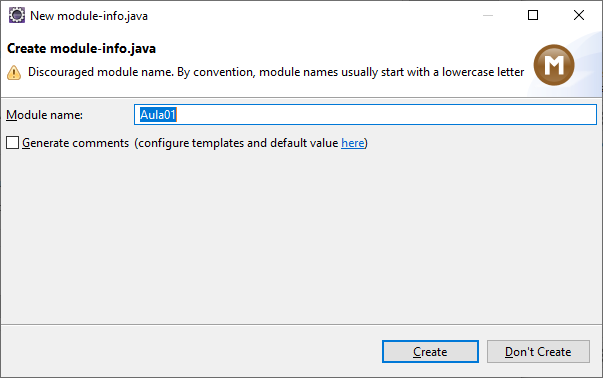 New module-info.java
Create module-info.java
Discouraged module name. By convention, module names usually start with a lowercase letter
M
Module name: Aula01
Generate comments (configure templates and default value here)
Create Don't Create